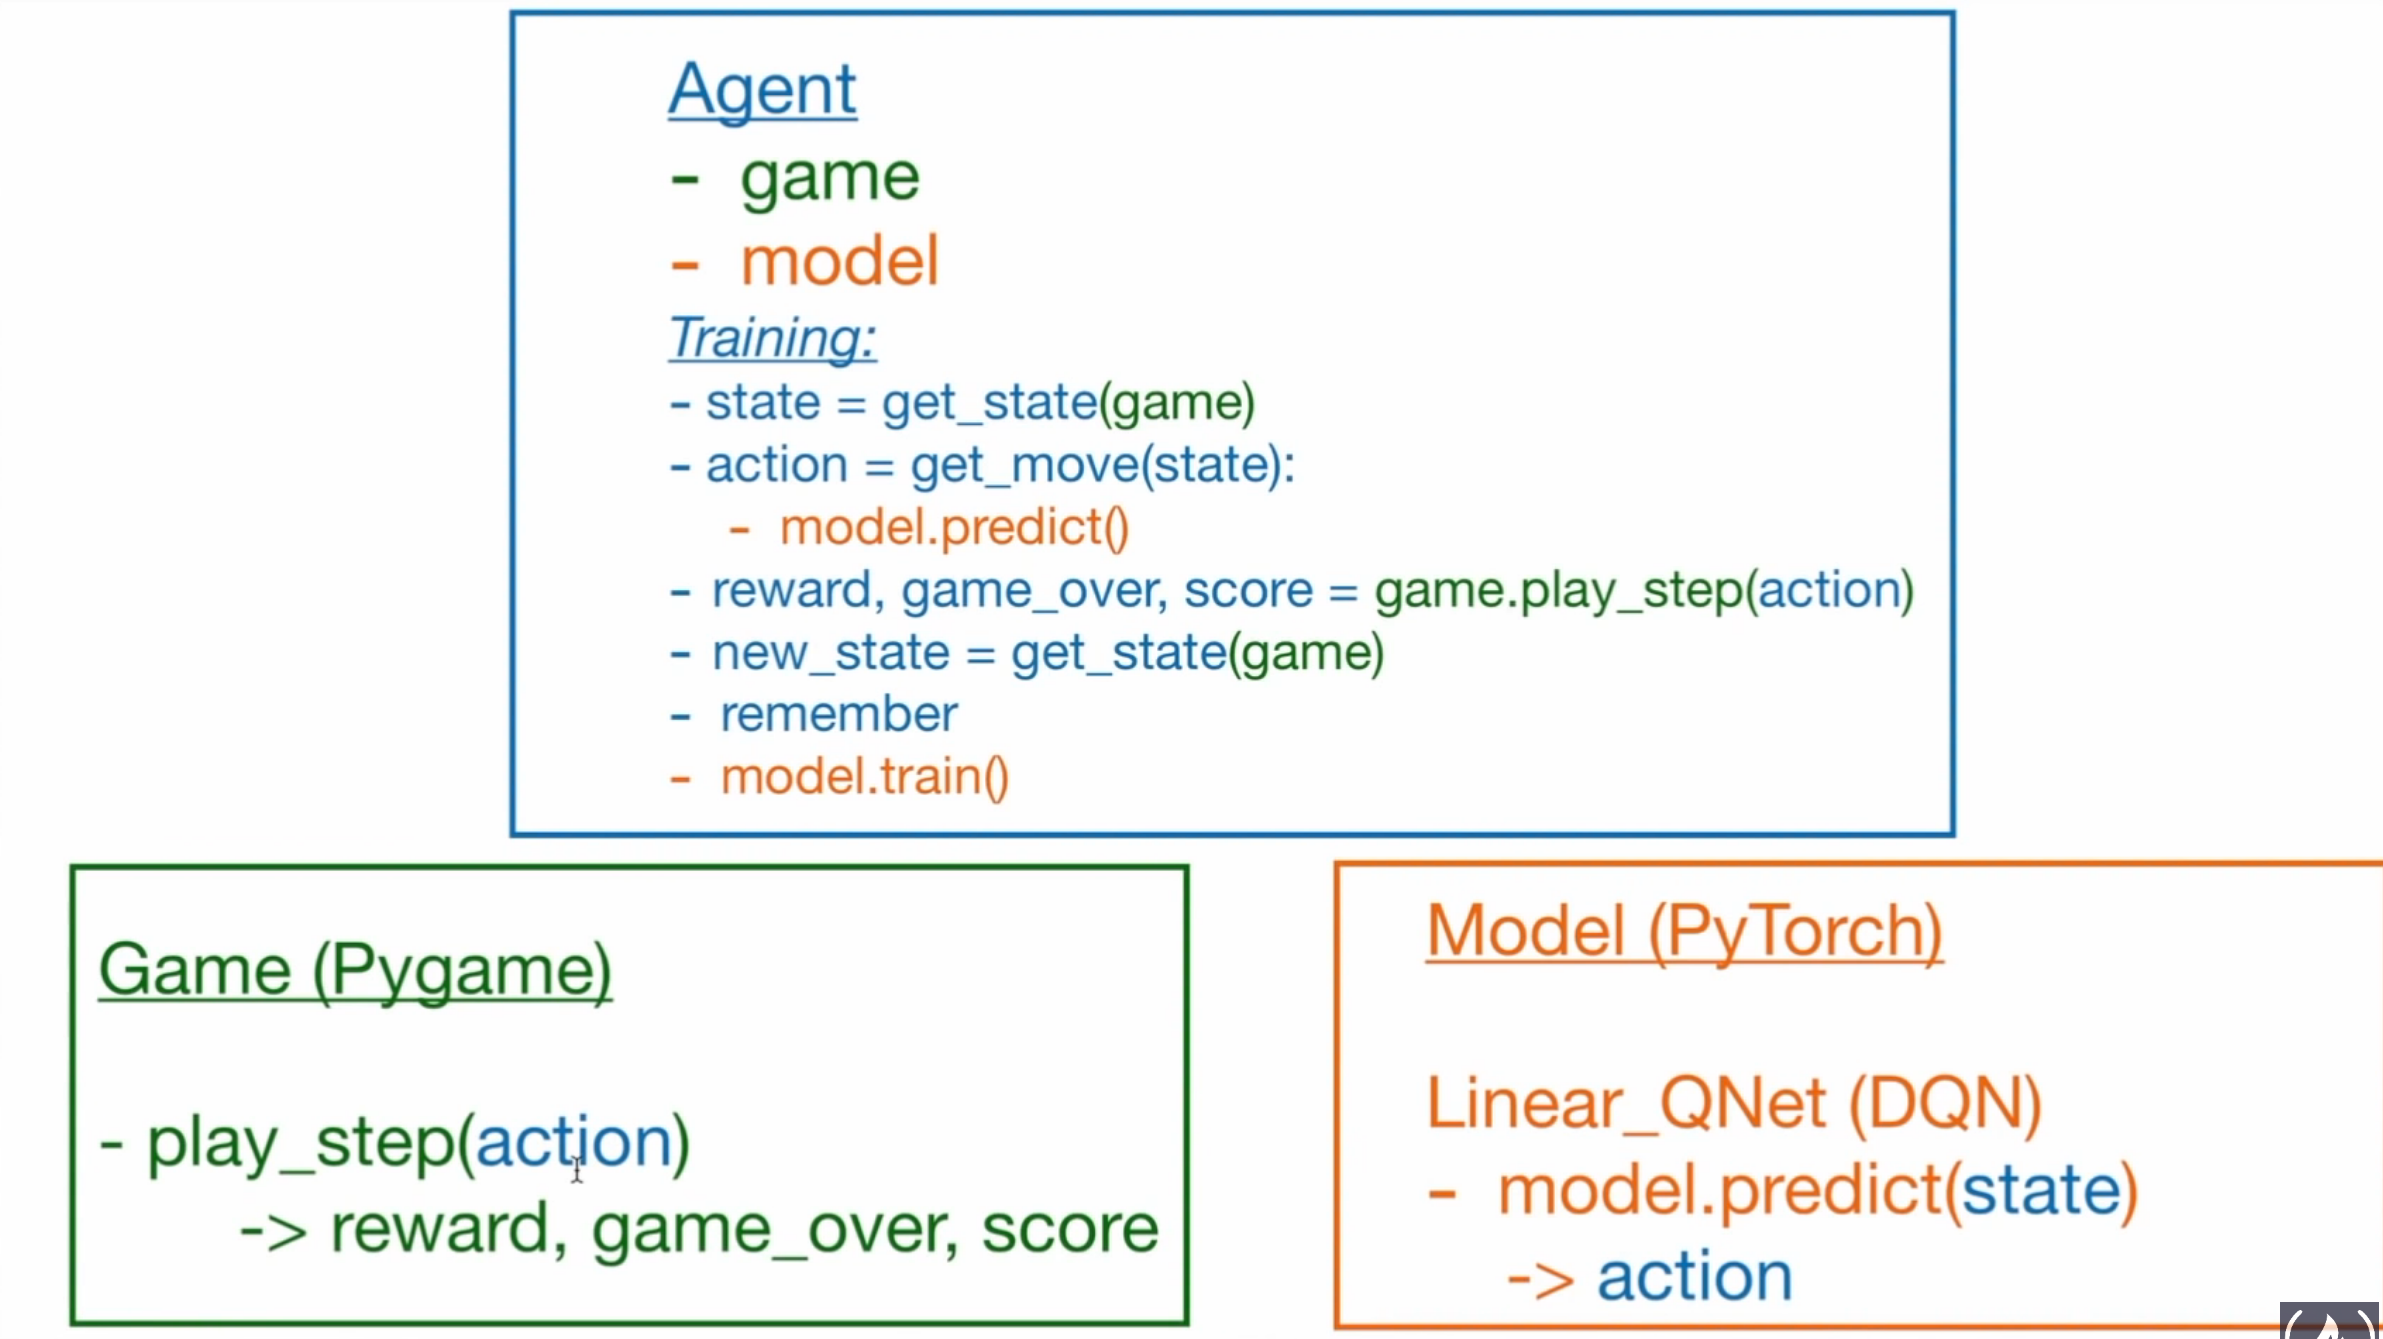 Agent
- game
- model
Training:
- state = get_state(game)
- action = get_move(state):
- model.predict()
- reward, game_over, score = game.play_step(action)
- new_state = get_state(game)
- remember
- model.train()
Game (Pygame)
- play_step(action)
-> reward, game_over, score
Model (PyTorch)
Linear_QNet (DQN)
- model.predict(state)
-> action